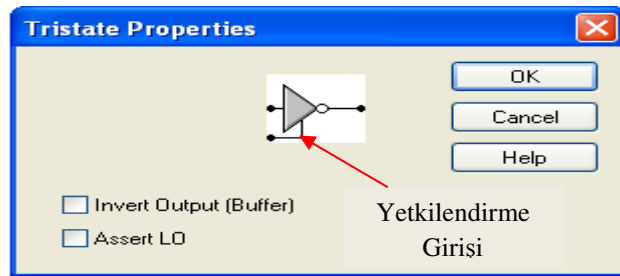 Tristate Properties
OK
Cancel
Help
Invert Output (Buffer)
Assert LO
Yetkilendirme
Girişi